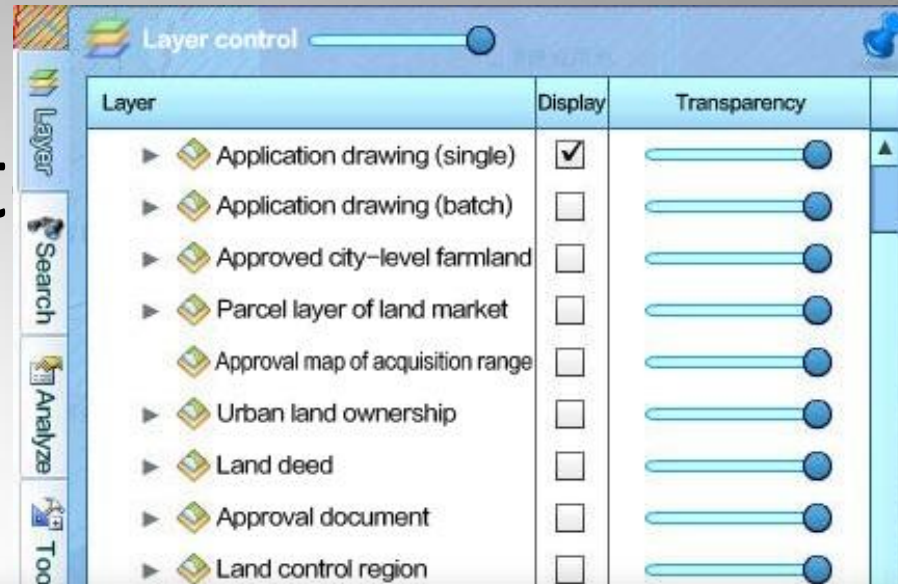 Layer control
Layer Display Transparency
Application drawing (single)
Application drawing (batch)
Approved city-level farmland
Parcel layer of land market
Approval map of acquisition range
Urban land ownership
Land deed
Approval document
Land control region
Layer
Search
Analyze
Too
t